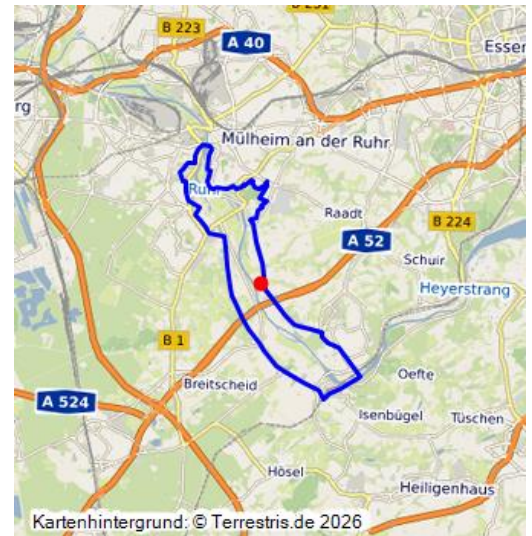 B 231
B 223
A 40
Essen
rg
Mülheim an der Ruhr
Ruhr
Raadt
B 224
A 52
Schuir
Heyerstrang
B 1
Breitscheid
Oefte
A 524
Isenbügel
Tüschen
Hösel
Heiligenhaus
Kartenhintergrund: © Terrestris.de 2026